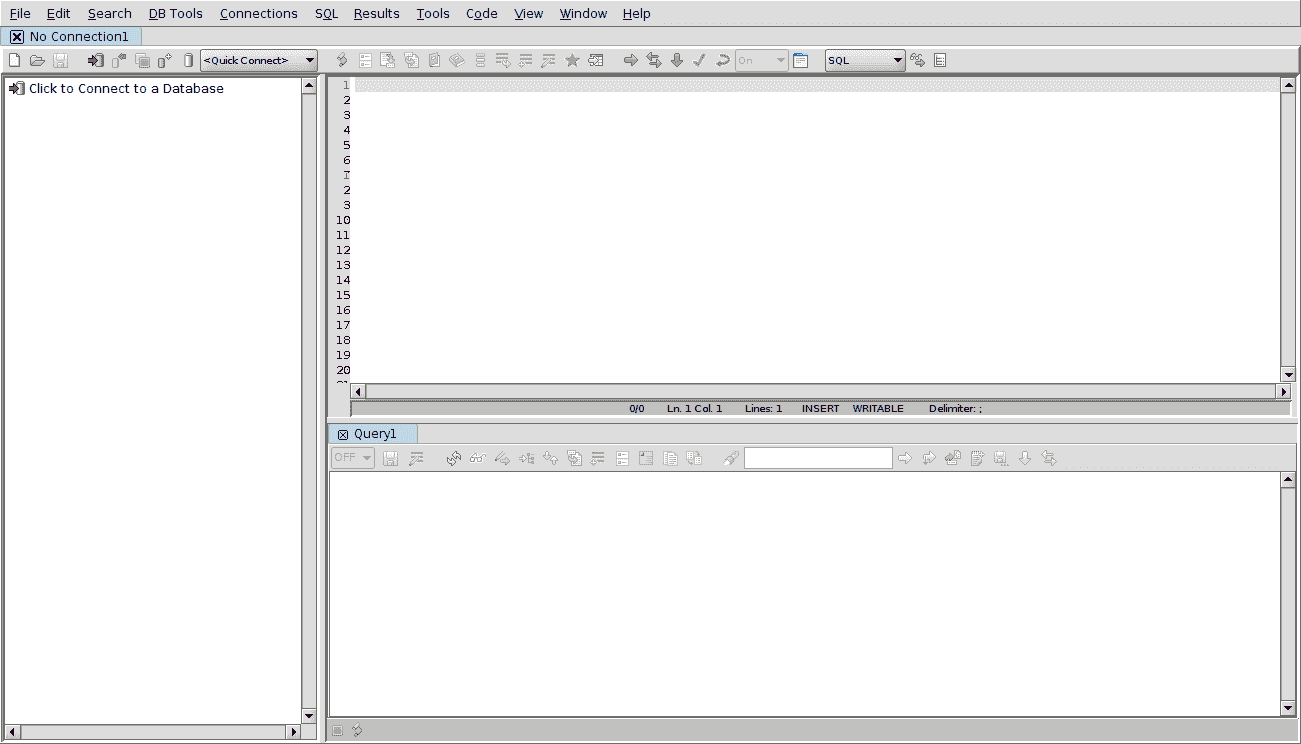 File Edit Search DB Tools Connections SQL Results Tools Code View Window Help
No Connection1
<Quick Connect> On SQL
Click to Connect to a Database
1
2
3
4
5
6
7
2
3
10
11
12
13
14
15
16
17
18
19
20
0/0 Ln. 1 Col. 1 Lines: 1 INSERT WRITABLE Delimiter: ;
Query1
OFF